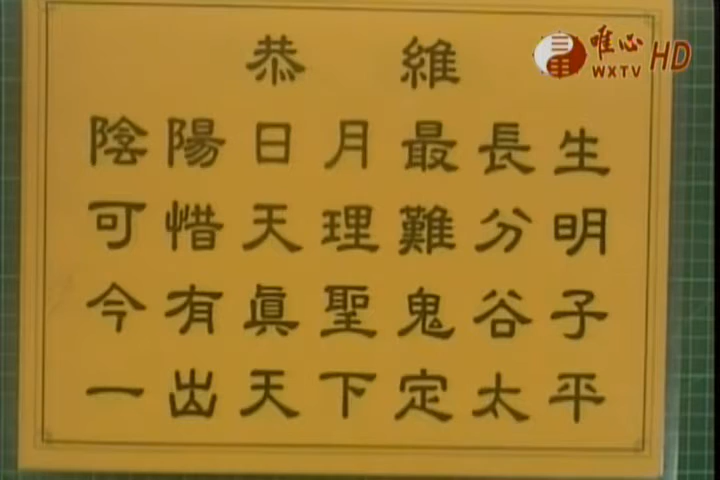 恭維
陰陽日月最長生
可惜天理難分明
今有眞聖鬼谷子
一出天下定太平
唯心
WXTV
HD